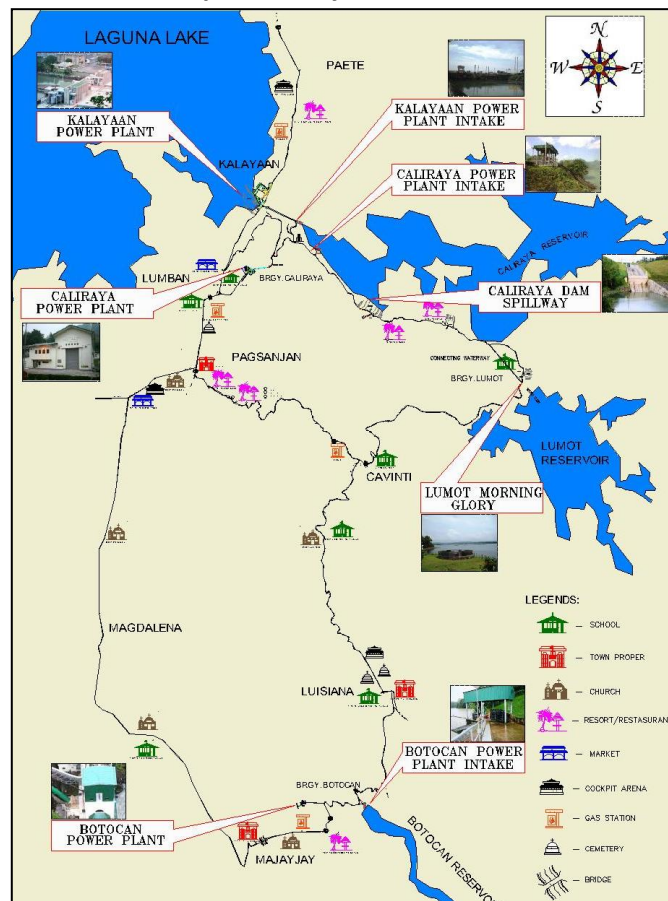 LAGUNA LAKE
PAETE
N
W
E
S
KALAYAAN
POWER PLANT
KALAYAAN POWER
PLANT INTAKE
KALAYAAN
CALIRAYA POWER
PLANT INTAKE
CALIRAYA RESERVOIR
LUMBAN
BRGY. CALIRAYA
CALIRAYA
POWER PLANT
CALIRAYA DAM
SPILLWAY
PAGSANJAN
CONNECTING WATERWAY
BRGY. LUMOT
LUMOT
RESERVOIR
CAVINTI
LUMOT MORNING
GLORY
LEGENDS:
– SCHOOL
– TOWN PROPER
– CHURCH
– RESORT/RESTASURAN
– MARKET
– COCKPIT ARENA
– GAS STATION
– CEMETERY
– BRIDGE
MAGDALENA
LUISIANA
BOTOCAN POWER
PLANT INTAKE
BRGY. BOTOCAN
BOTOCAN
POWER PLANT
MAJAYJAY
BOTOCAN RESERVO